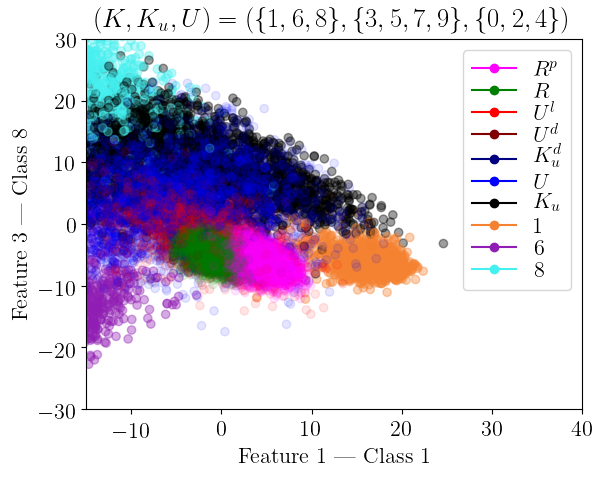 (K, K_u, U) = ({1, 6, 8}, {3, 5, 7, 9}, {0, 2, 4})
30
20
10
0
−10
−20
−30
Feature 3 — Class 8
−10
0
10
20
30
40
Feature 1 — Class 1
R^p
R
U^l
U^d
K_u^d
U
K_u
1
6
8